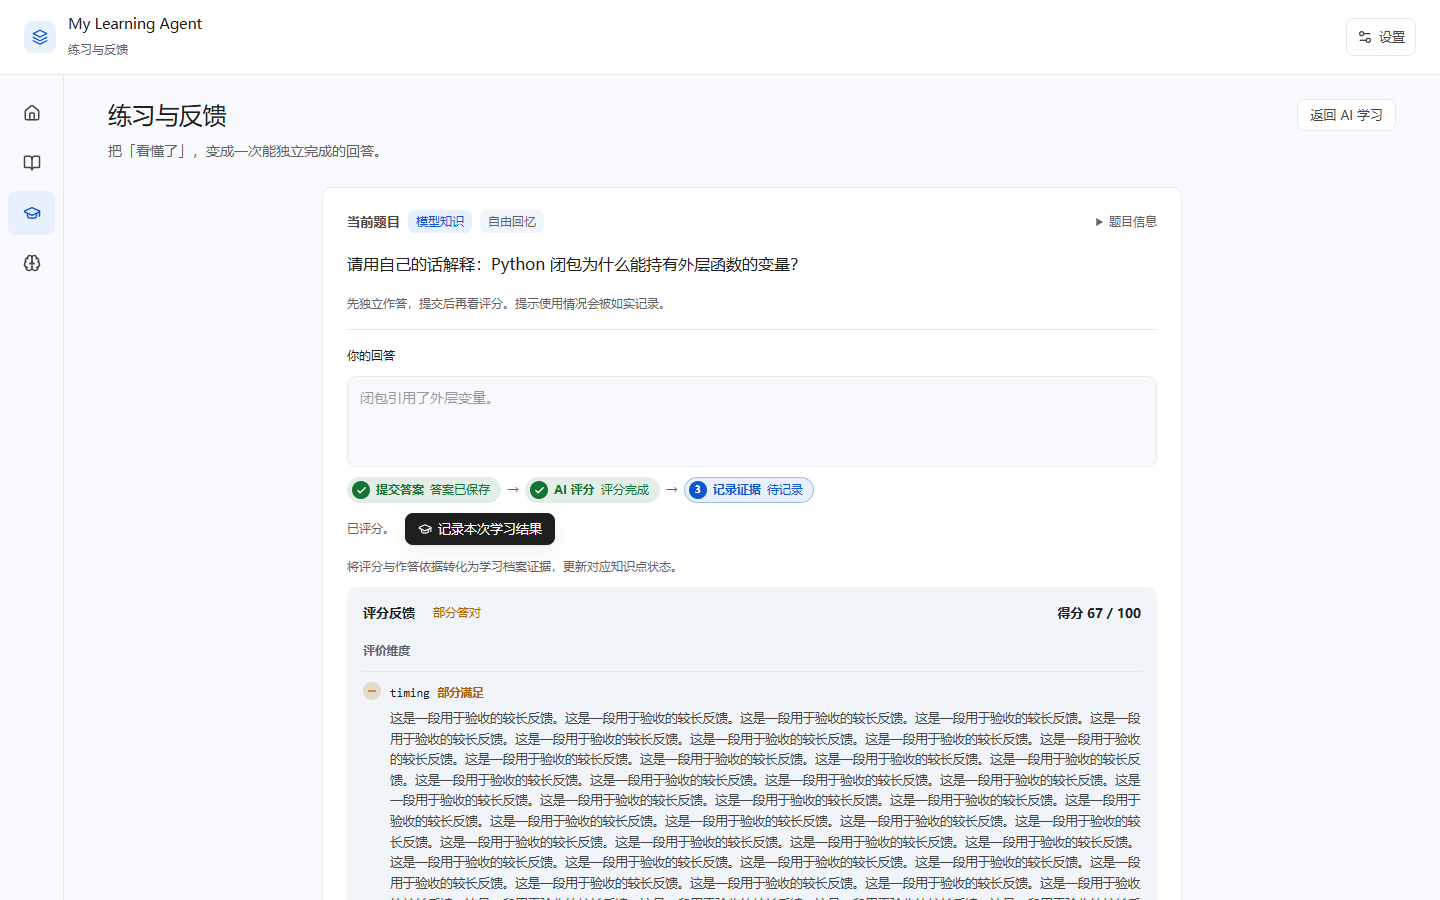 My Learning Agent
练习与反馈
设置
练习与反馈
返回 AI 学习
把「看懂了」，变成一次能独立完成的回答。
当前题目 模型知识 自由回忆
▶ 题目信息
请用自己的话解释：Python 闭包为什么能持有外层函数的变量？
先独立作答，提交后再看评分。提示使用情况会被如实记录。
你的回答
闭包引用了外层变量。
提交答案 答案已保存 → AI 评分 评分完成 → 3 记录证据 待记录
已评分。 记录本次学习结果
将评分与作答依据转化为学习档案证据，更新对应知识点状态。
评分反馈 部分答对 得分 67 / 100
评价维度
timing 部分满足
这是一段用于验收的较长反馈。这是一段用于验收的较长反馈。这是一段用于验收的较长反馈。这是一段用于验收的较长反馈。这是一段
用于验收的较长反馈。这是一段用于验收的较长反馈。这是一段用于验收的较长反馈。这是一段用于验收的较长反馈。这是一段用于验收
的较长反馈。这是一段用于验收的较长反馈。这是一段用于验收的较长反馈。这是一段用于验收的较长反馈。这是一段用于验收的较长反
馈。这是一段用于验收的较长反馈。这是一段用于验收的较长反馈。这是一段用于验收的较长反馈。这是一段用于验收的较长反馈。这是
一段用于验收的较长反馈。这是一段用于验收的较长反馈。这是一段用于验收的较长反馈。这是一段用于验收的较长反馈。这是一段用于
验收的较长反馈。这是一段用于验收的较长反馈。这是一段用于验收的较长反馈。这是一段用于验收的较长反馈。这是一段用于验收的较
长反馈。这是一段用于验收的较长反馈。这是一段用于验收的较长反馈。这是一段用于验收的较长反馈。这是一段用于验收的较长反馈。
这是一段用于验收的较长反馈。这是一段用于验收的较长反馈。这是一段用于验收的较长反馈。这是一段用于验收的较长反馈。这是一段
用于验收的较长反馈。这是一段用于验收的较长反馈。这是一段用于验收的较长反馈。这是一段用于验收的较长反馈。这是一段用于验收